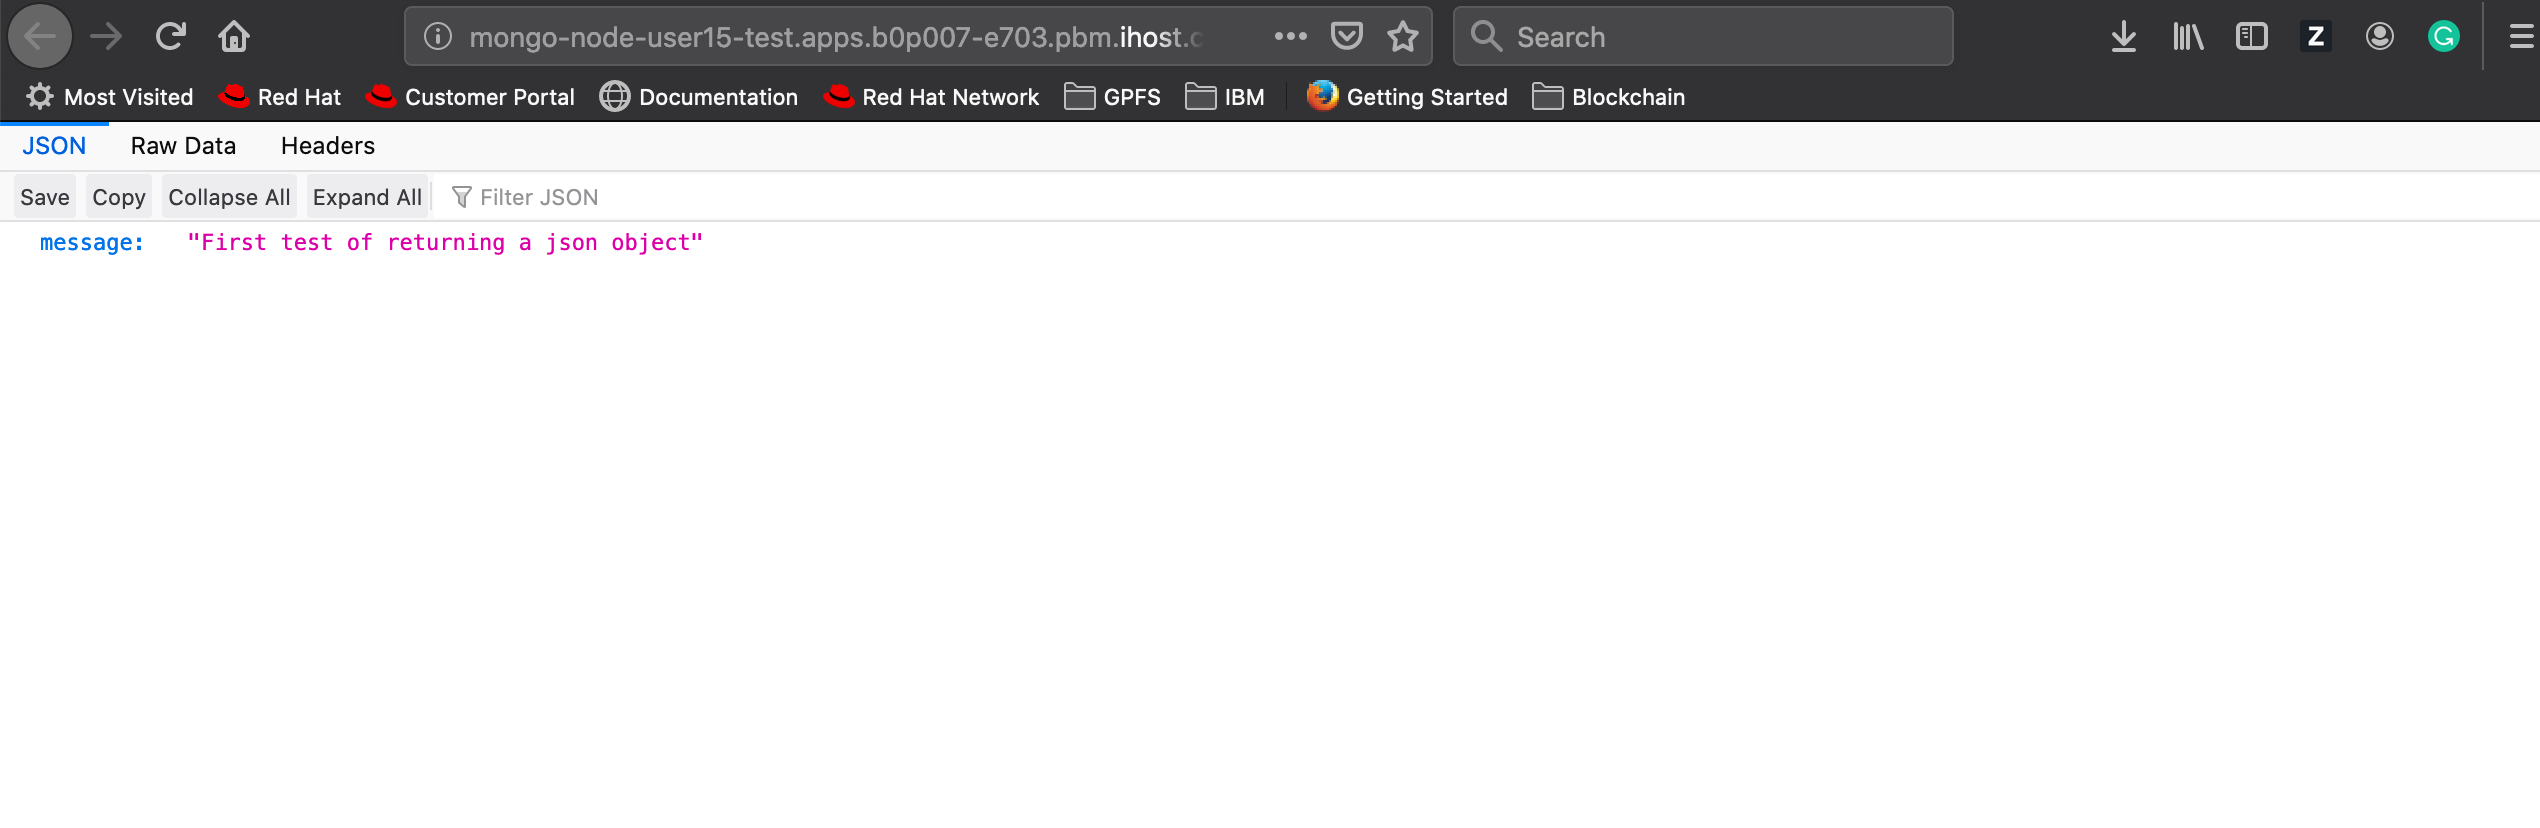 mongo-node-user15-test.apps.b0p007-e703.pbm.ihost.c
Search
Z
G
Most Visited Red Hat Customer Portal Documentation Red Hat Network GPFS IBM Getting Started Blockchain
JSON Raw Data Headers
Save Copy Collapse All Expand All Filter JSON
message: "First test of returning a json object"